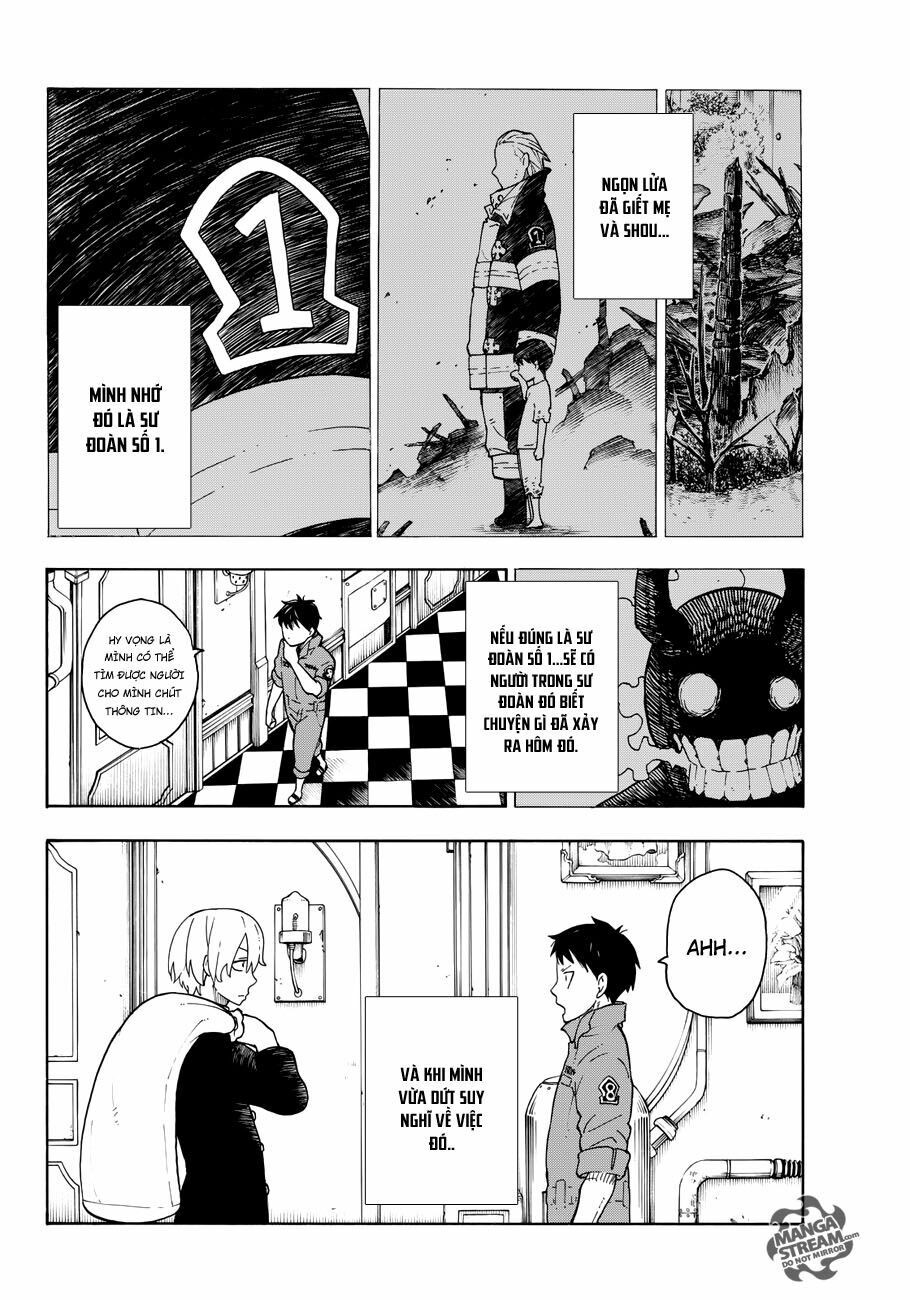 NGỌN LỬA
ĐÃ GIẾT MẸ
VÀ SHOU...
1
MÌNH NHỚ
ĐÓ LÀ SƯ
ĐOÀN SỐ 1.
NẾU ĐÚNG LÀ SƯ
ĐOÀN SỐ 1...SẼ CÓ
NGƯỜI TRONG SƯ
ĐOÀN ĐÓ BIẾT
CHUYỆN GÌ ĐÃ XẢY
RA HÔM ĐÓ.
HY VỌNG LÀ
MÌNH CÓ THỂ
TÌM ĐƯỢC NGƯỜI
CHO MÌNH CHÚT
THÔNG TIN...
AHH...
VÀ KHI MÌNH
VỪA DỨT SUY
NGHĨ VỀ VIỆC
ĐÓ..
8
MANGA
STREAM.com
DO NOT MIRROR!